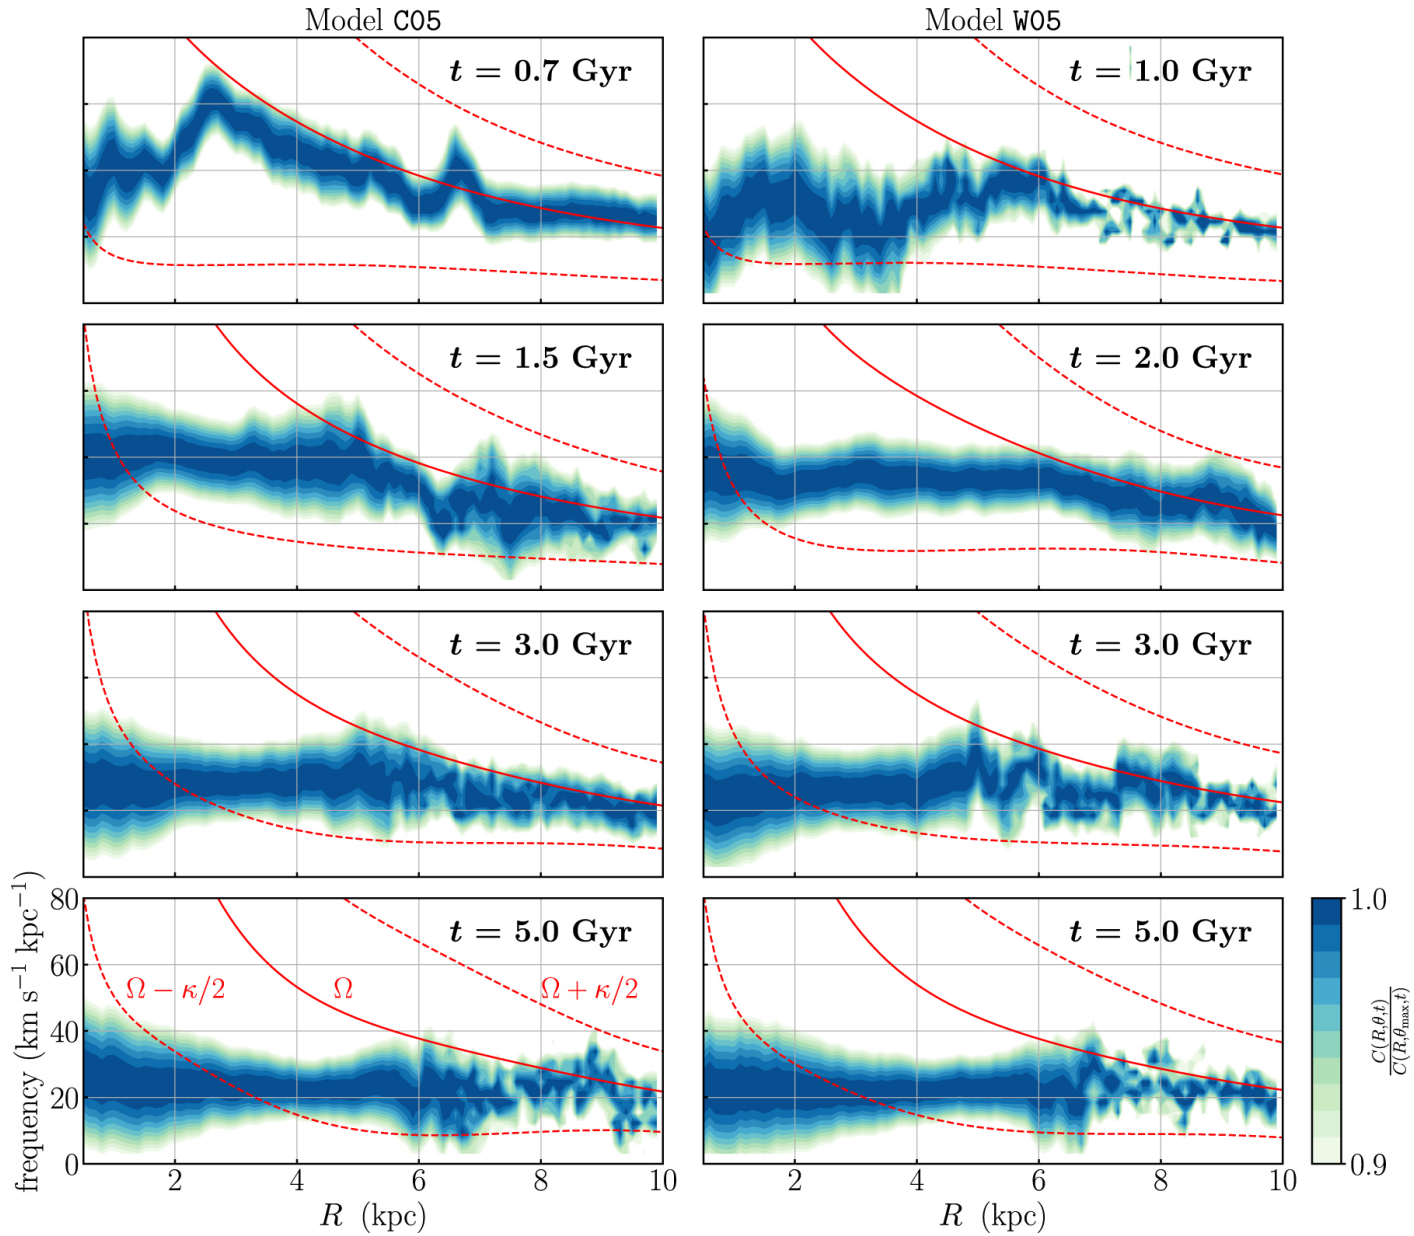 Model C05
Model W05
t = 0.7 Gyr
t = 1.0 Gyr
t = 1.5 Gyr
t = 2.0 Gyr
t = 3.0 Gyr
t = 3.0 Gyr
t = 5.0 Gyr
t = 5.0 Gyr
Ω − κ/2
Ω
Ω + κ/2
frequency (km s⁻¹ kpc⁻¹)
80
60
40
20
0
2
4
6
8
10
R (kpc)
2
4
6
8
10
R (kpc)
1.0
0.9
C(R,θ,t)
C(R,θmax,t)